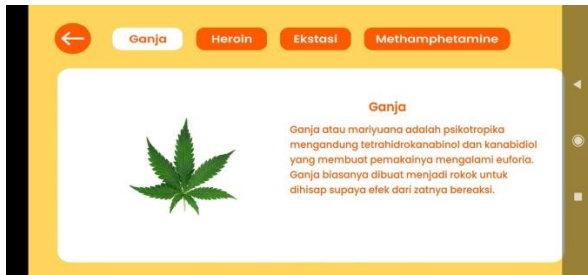 Ganja Heroin Ekstasi Methamphetamine
Ganja
Ganja atau mariyuana adalah psikotropika
mengandung tetrahidrokanabinol dan kanabidiol
yang membuat pemakainya mengalami euforia.
Ganja biasanya dibuat menjadi rokok untuk
dihisap supaya efek dari zatnya bereaksi.